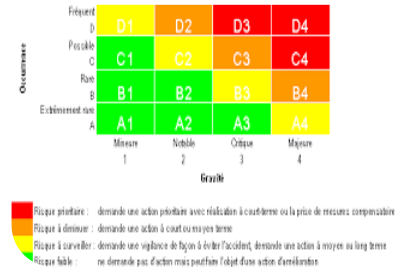 Fréquent
D D1 D2 D3 D4
Possible
C C1 C2 C3 C4
Occurrence
Rare
B B1 B2 B3 B4
Extrêmement rare
A A1 A2 A3 A4
Mineure Notable Critique Majeure
1 2 3 4
Gravité
Risque prioritaire : demande une action prioritaire avec réalisation à court-terme ou la prise de mesures compensatoire
Risque à diminuer : demande une action à court ou moyen terme
Risque à surveiller : demande une vigilance de façon à éviter l'accident, demande une action à moyen ou long terme
Risque faible : ne demande pas d'action mais peut faire l'objet d'une action d'amélioration